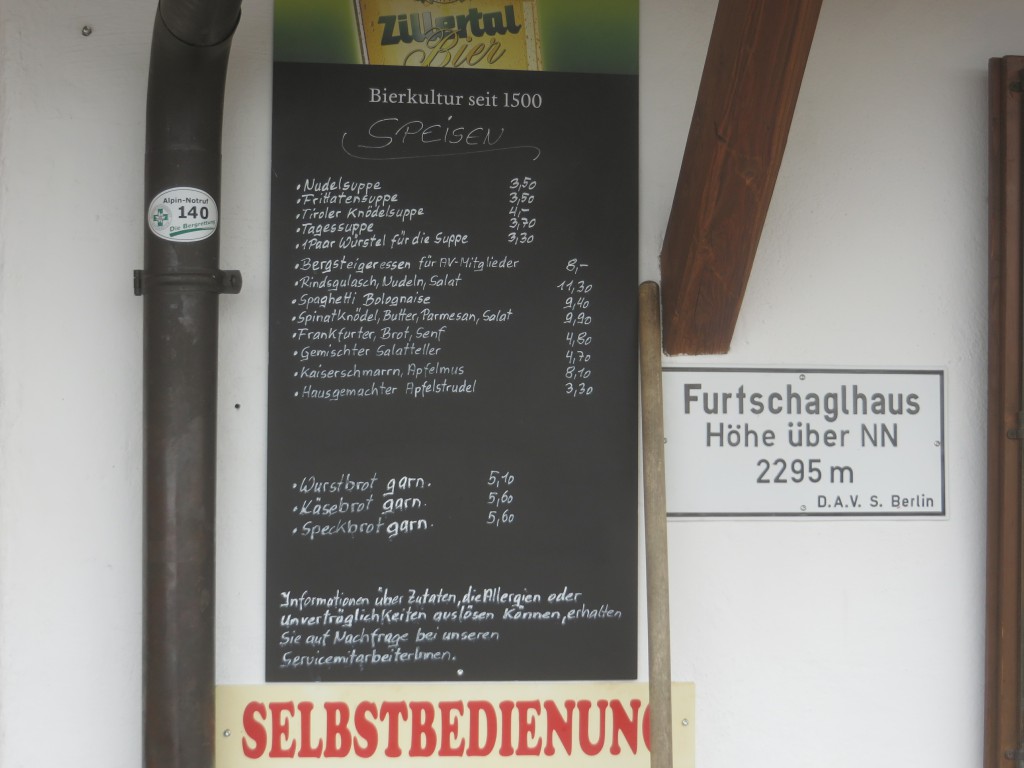 Zillertal
Bier
Bierkultur seit 1500
SPEISEN
• Nudelsuppe 3,50
• Frittatensuppe 3,50
• Tiroler Knödelsuppe 4,-
• Tagessuppe 3,70
• 1 Paar Würstel für die Suppe 3,30
• Bergsteigeressen für AV-Mitglieder 8,-
• Rindsgulasch, Nudeln, Salat 11,30
• Spaghetti Bolognaise 9,40
• Spinatknödel, Butter, Parmesan, Salat 9,90
• Frankfurter, Brot, Senf 4,80
• Gemischter Salatteller 4,70
• Kaiserschmarrn, Apfelmus 8,10
• Hausgemachter Apfelstrudel 3,30
• Wurstbrot garn. 5,10
• Käsebrot garn. 5,60
• Speckbrot garn. 5,60
Informationen über Zutaten, die Allergien oder
Unverträglichkeiten auslösen können, erhalten
Sie auf Nachfrage bei unseren
ServicemitarbeiterInnen.
SELBSTBEDIENUNG
Alpin-Notruf
140
Die Bergrettung
Furtschaglhaus
Höhe über NN
2295 m
D.A.V. S. Berlin